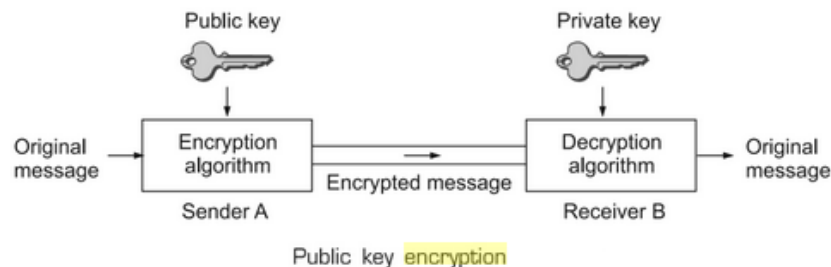 Public key
Private key
Original
message
Encryption
algorithm
Encrypted message
Decryption
algorithm
Original
message
Sender A
Receiver B
Public key encryption